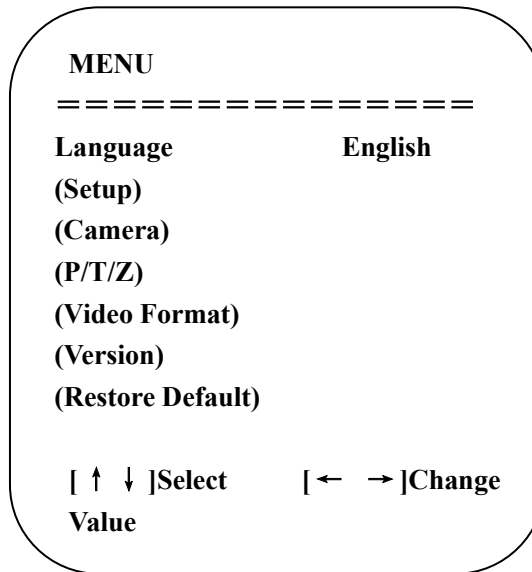 MENU
===============
Language English
(Setup)
(Camera)
(P/T/Z)
(Video Format)
(Version)
(Restore Default)
[ ↑ ↓ ]Select [← →]Change
Value